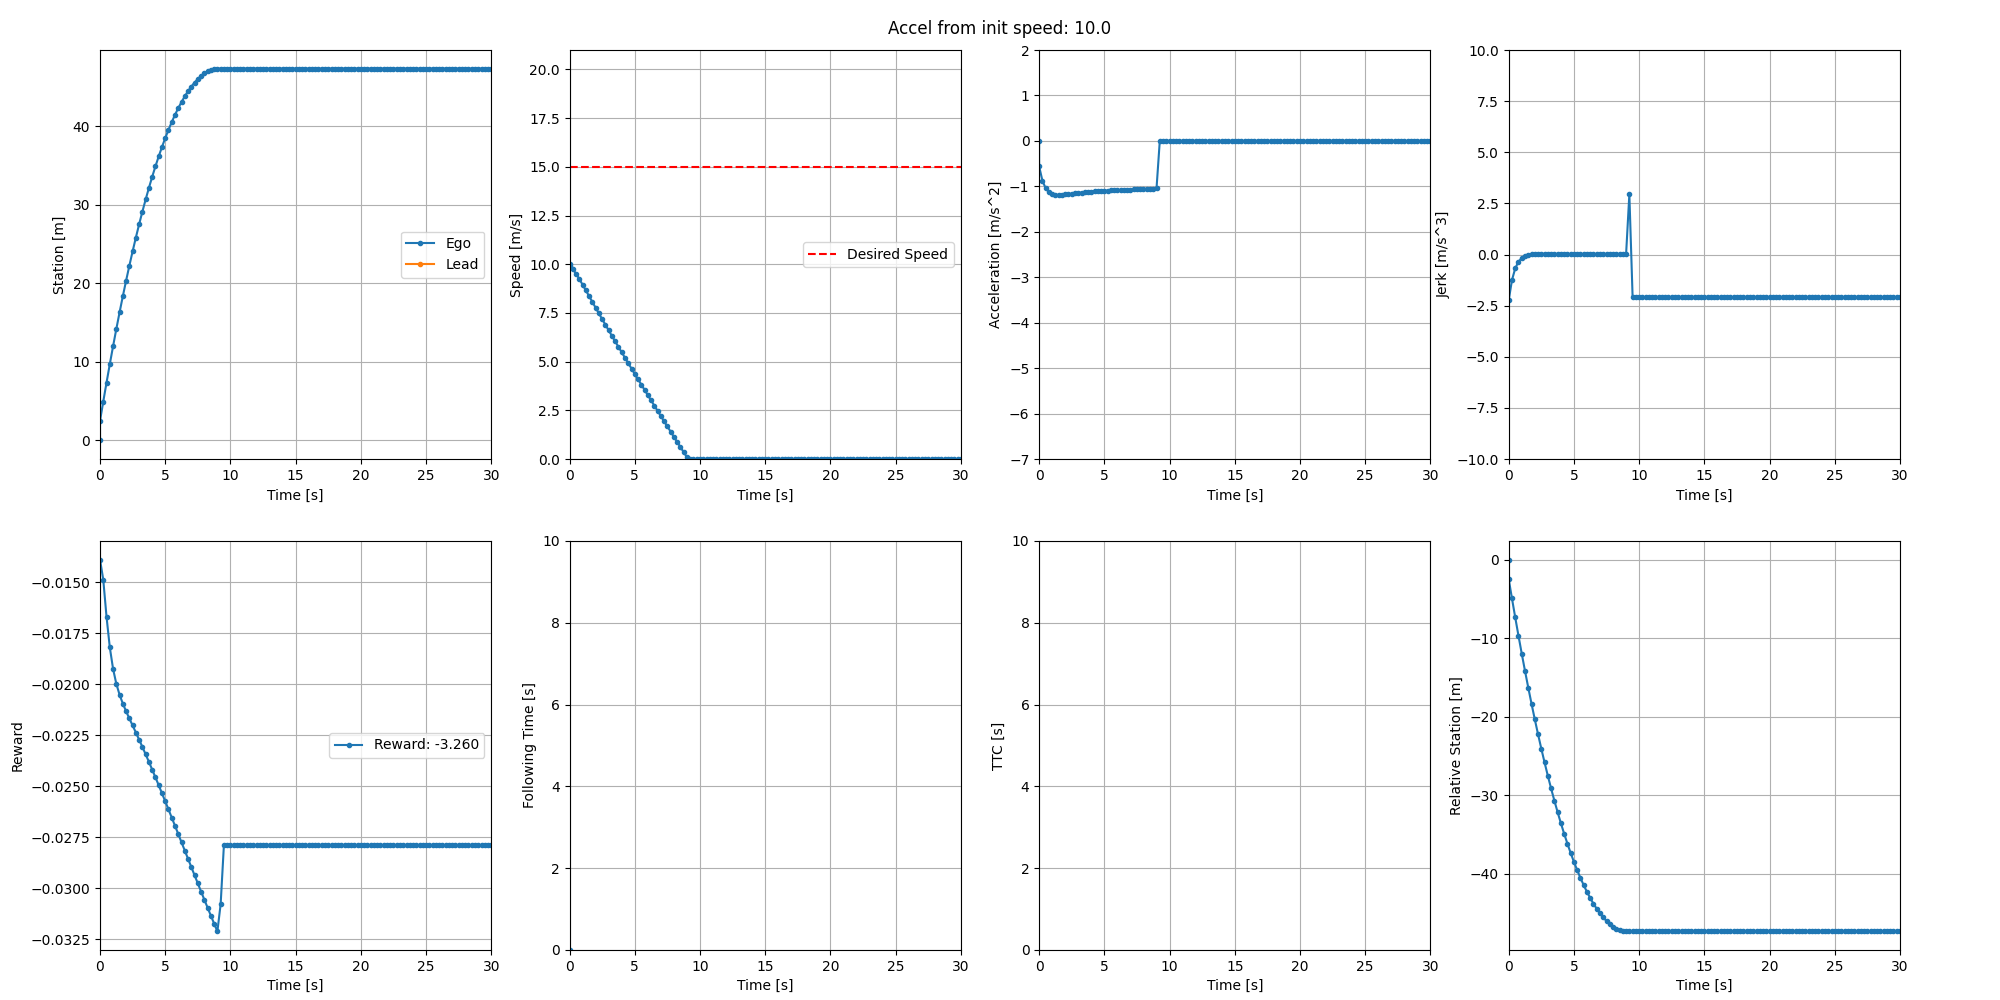 Accel from init speed: 10.0
Station [m]
40
30
20
10
0
0 5 10 15 20 25 30
Time [s]
Ego
Lead
Speed [m/s]
20.0
17.5
15.0
12.5
10.0
7.5
5.0
2.5
0.0
0 5 10 15 20 25 30
Time [s]
Desired Speed
Acceleration [m/s^2]
2
1
0
−1
−2
−3
−4
−5
−6
−7
0 5 10 15 20 25 30
Time [s]
Jerk [m/s^3]
10.0
7.5
5.0
2.5
0.0
−2.5
−5.0
−7.5
−10.0
0 5 10 15 20 25 30
Time [s]
Reward
−0.0150
−0.0175
−0.0200
−0.0225
−0.0250
−0.0275
−0.0300
−0.0325
0 5 10 15 20 25 30
Time [s]
Reward: -3.260
Following Time [s]
10
8
6
4
2
0
0 5 10 15 20 25 30
Time [s]
TTC [s]
10
8
6
4
2
0
0 5 10 15 20 25 30
Time [s]
Relative Station [m]
0
−10
−20
−30
−40
0 5 10 15 20 25 30
Time [s]